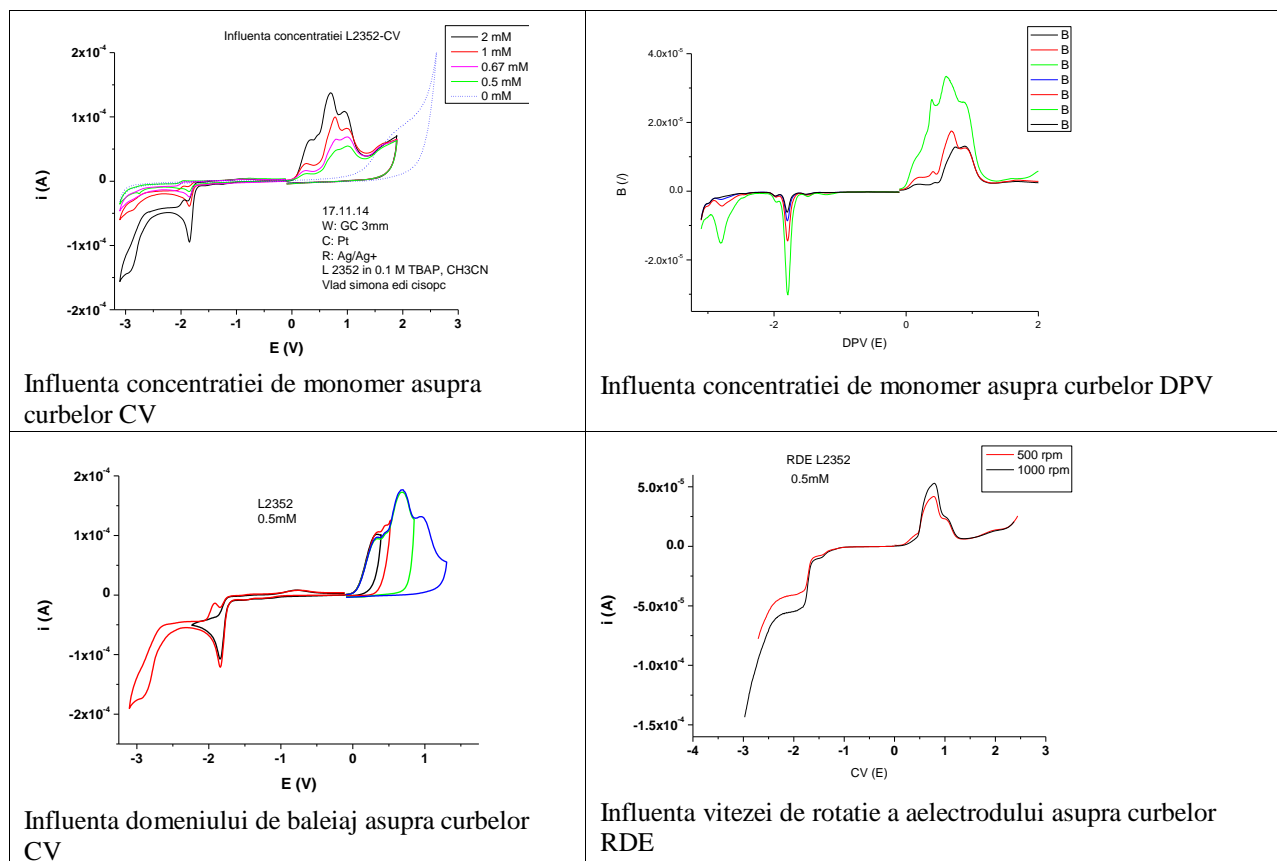 Influenta concentratiei L2352-CV
2 mM
1 mM
0.67 mM
0.5 mM
0 mM
2x10-4
1x10-4
0
-1x10-4
-2x10-4
i (A)
17.11.14
W: GC 3mm
C: Pt
R: Ag/Ag+
L 2352 in 0.1 M TBAP, CH3CN
Vlad simona edi cisopc
-3 -2 -1 0 1 2 3
E (V)
Influenta concentratiei de monomer asupra
curbelor CV
B
B
B
B
B
B
B
4.0x10-5
2.0x10-5
0.0
-2.0x10-5
B (/)
-2 0 2
DPV (E)
Influenta concentratiei de monomer asupra curbelor DPV
L2352
0.5mM
2x10-4
1x10-4
0
-1x10-4
-2x10-4
i (A)
-3 -2 -1 0 1
E (V)
Influenta domeniului de baleiaj asupra curbelor
CV
RDE L2352
0.5mM
500 rpm
1000 rpm
5.0x10-5
0.0
-5.0x10-5
-1.0x10-4
-1.5x10-4
i (A)
-4 -3 -2 -1 0 1 2 3
CV (E)
Influenta vitezei de rotatie a aelectrodului asupra curbelor
RDE